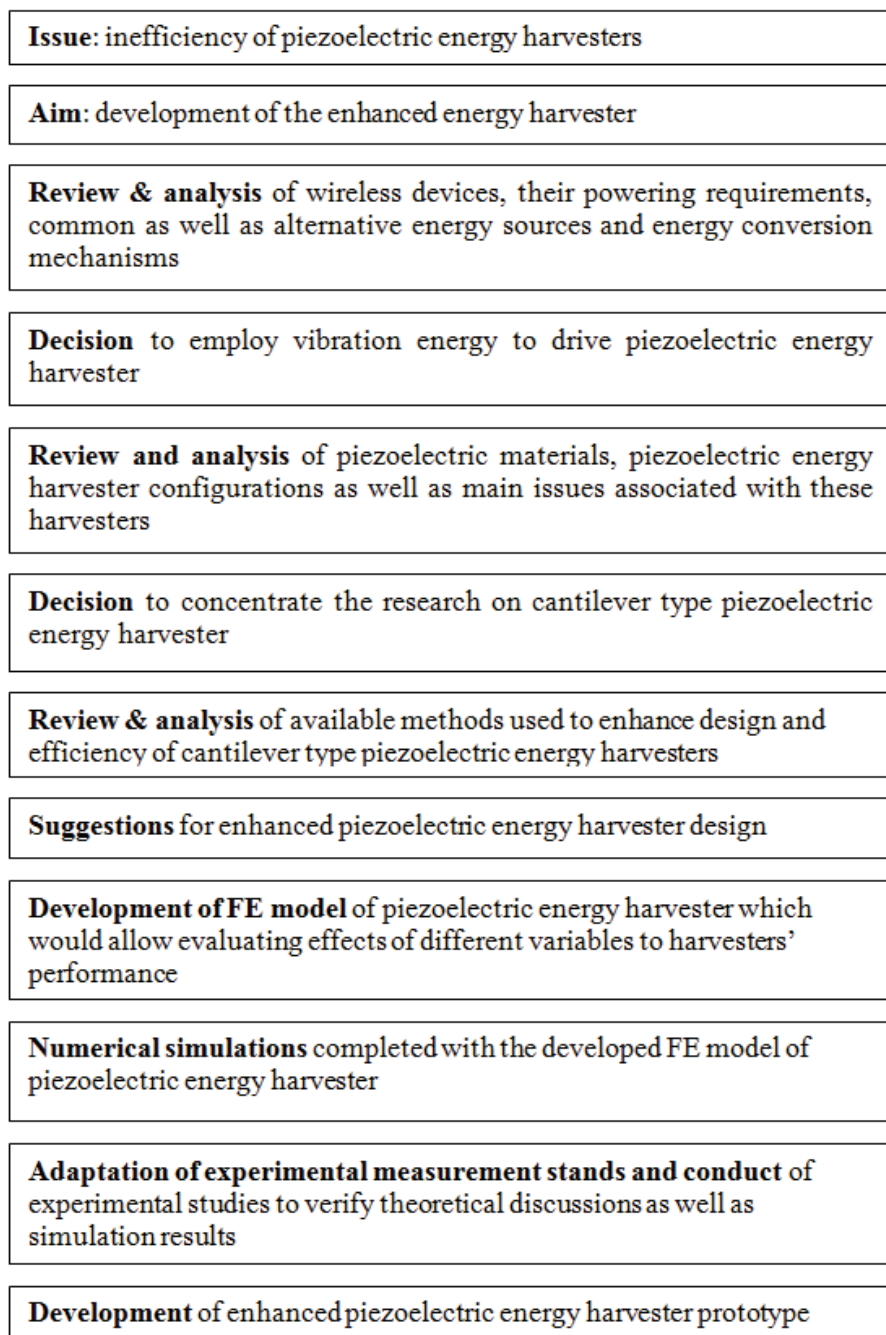 Issue: inefficiency of piezoelectric energy harvesters
Aim: development of the enhanced energy harvester
Review & analysis of wireless devices, their powering requirements,
common as well as alternative energy sources and energy conversion
mechanisms
Decision to employ vibration energy to drive piezoelectric energy
harvester
Review and analysis of piezoelectric materials, piezoelectric energy
harvester configurations as well as main issues associated with these
harvesters
Decision to concentrate the research on cantilever type piezoelectric
energy harvester
Review & analysis of available methods used to enhance design and
efficiency of cantilever type piezoelectric energy harvesters
Suggestions for enhanced piezoelectric energy harvester design
Development of FE model of piezoelectric energy harvester which
would allow evaluating effects of different variables to harvesters’
performance
Numerical simulations completed with the developed FE model of
piezoelectric energy harvester
Adaptation of experimental measurement stands and conduct of
experimental studies to verify theoretical discussions as well as
simulation results
Development of enhanced piezoelectric energy harvester prototype